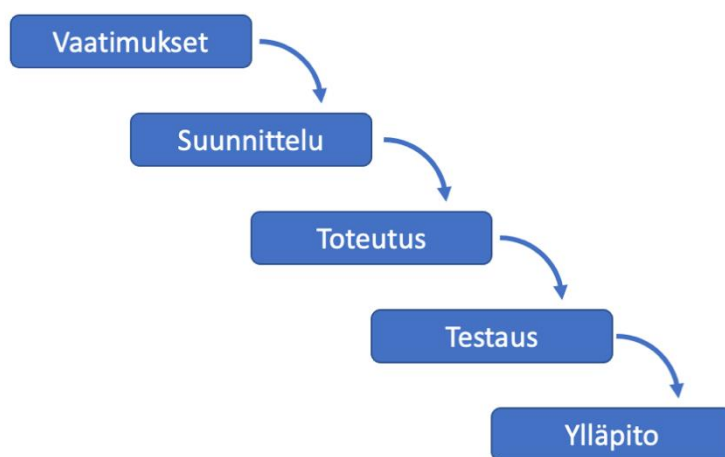 Vaatimukset
Suunnittelu
Toteutus
Testaus
Ylläpito